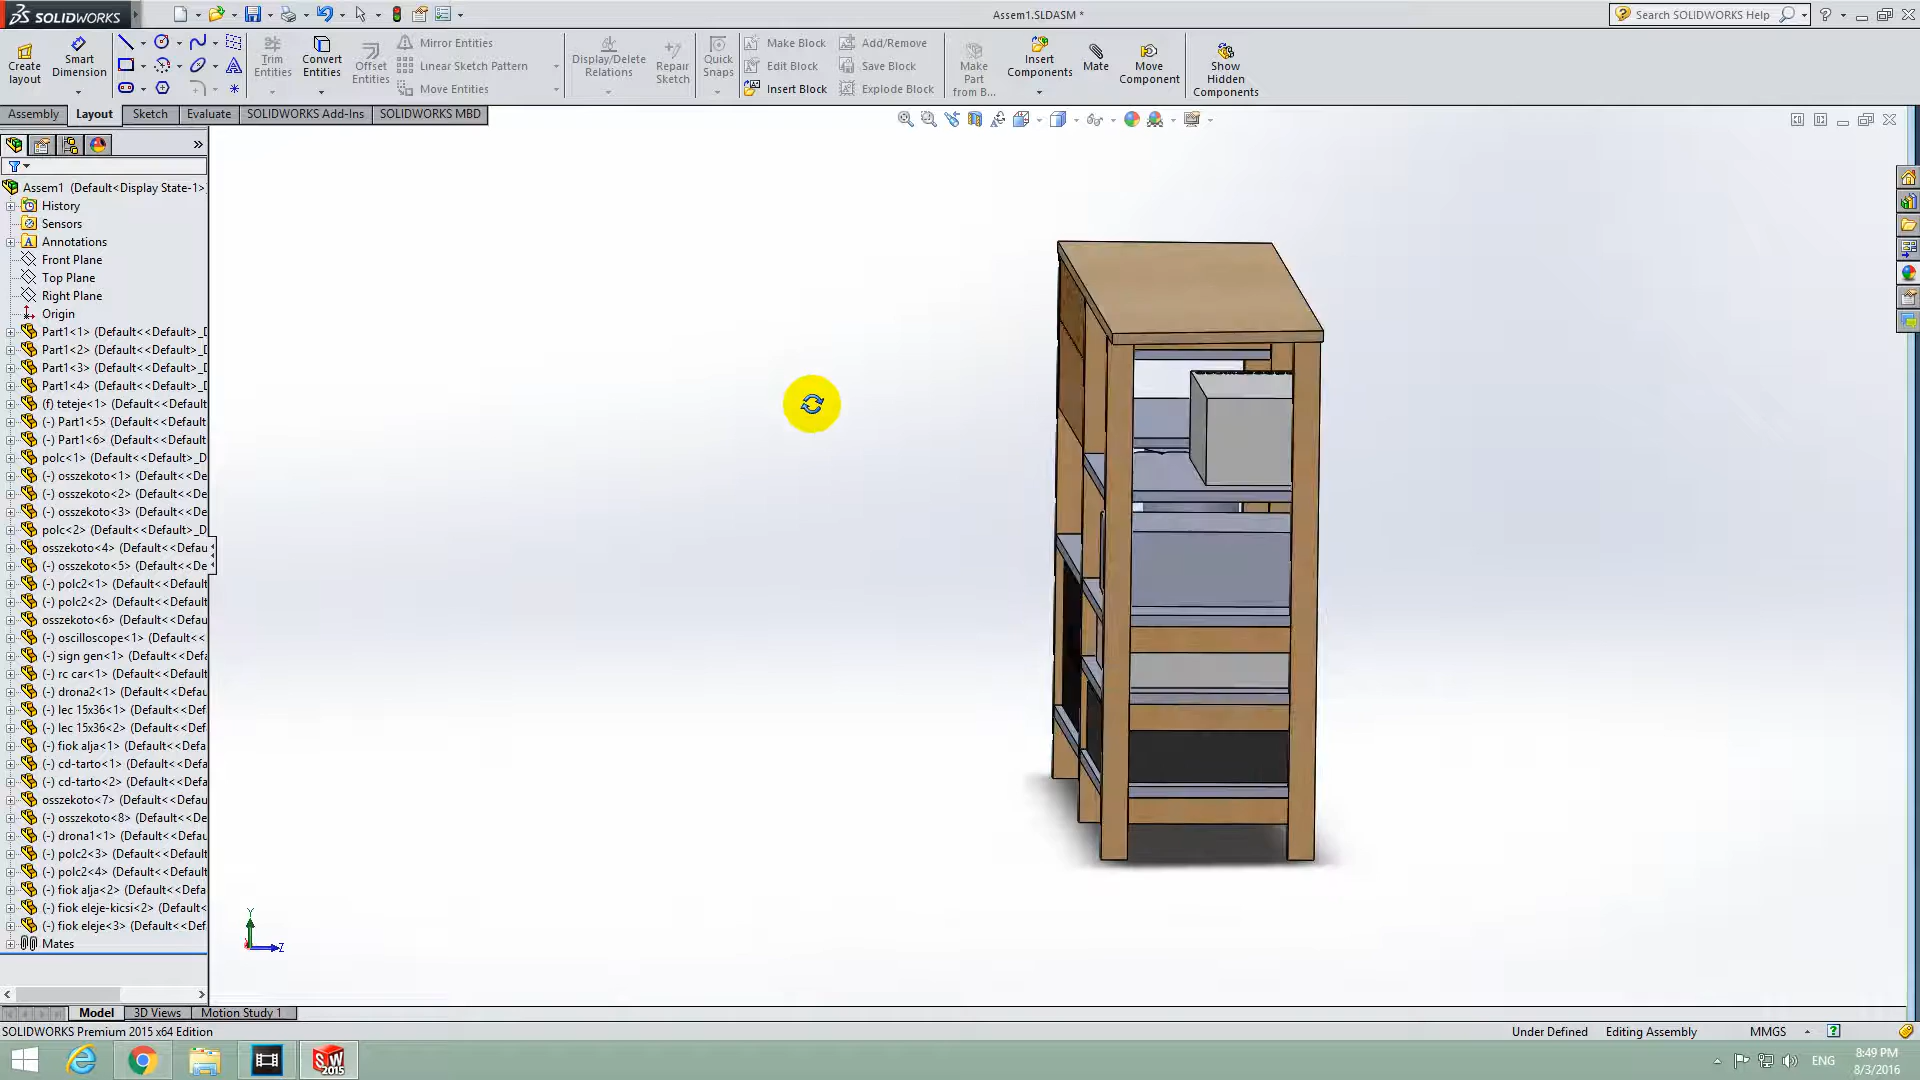 SOLIDWORKS
Assem1.SLDASM *
Search SOLIDWORKS Help
Create layout
Smart Dimension
Trim Entities
Convert Entities
Offset Entities
Mirror Entities
Linear Sketch Pattern
Move Entities
Display/Delete Relations
Repair Sketch
Quick Snaps
Make Block
Edit Block
Insert Block
Add/Remove
Save Block
Explode Block
Make Part from B...
Insert Components
Mate
Move Component
Show Hidden Components
Assembly Layout Sketch Evaluate SOLIDWORKS Add-Ins SOLIDWORKS MBD
Assem1 (Default<Display State-1>)
History
Sensors
Annotations
Front Plane
Top Plane
Right Plane
Origin
Part1<1> (Default<<Default>_D
Part1<2> (Default<<Default>_D
Part1<3> (Default<<Default>_D
Part1<4> (Default<<Default>_D
(f) teteje<1> (Default<<Default
(-) Part1<5> (Default<<Default
(-) Part1<6> (Default<<Default
polc<1> (Default<<Default>_D
(-) osszekoto<1> (Default<<De
(-) osszekoto<2> (Default<<De
(-) osszekoto<3> (Default<<De
polc<2> (Default<<Default>_D
osszekoto<4> (Default<<Defau
(-) osszekoto<5> (Default<<De
(-) polc2<1> (Default<<Default
(-) polc2<2> (Default<<Default
osszekoto<6> (Default<<Defau
(-) oscilloscope<1> (Default<<
(-) sign gen<1> (Default<<Defa
(-) rc car<1> (Default<<Default
(-) drona2<1> (Default<<Defau
(-) lec 15x36<1> (Default<<Def
(-) lec 15x36<2> (Default<<Def
(-) fiok alja<1> (Default<<Defa
(-) cd-tarto<1> (Default<<Defa
(-) cd-tarto<2> (Default<<Defa
osszekoto<7> (Default<<Defau
(-) osszekoto<8> (Default<<De
(-) drona1<1> (Default<<Defau
(-) polc2<3> (Default<<Default
(-) polc2<4> (Default<<Default
(-) fiok alja<2> (Default<<Defa
(-) fiok eleje-kicsi<2> (Default<
(-) fiok eleje<3> (Default<<Def
Mates
Y
Z
Model 3D Views Motion Study 1
SOLIDWORKS Premium 2015 x64 Edition
Under Defined Editing Assembly MMGS
SW 2015
ENG
8:49 PM
8/3/2016